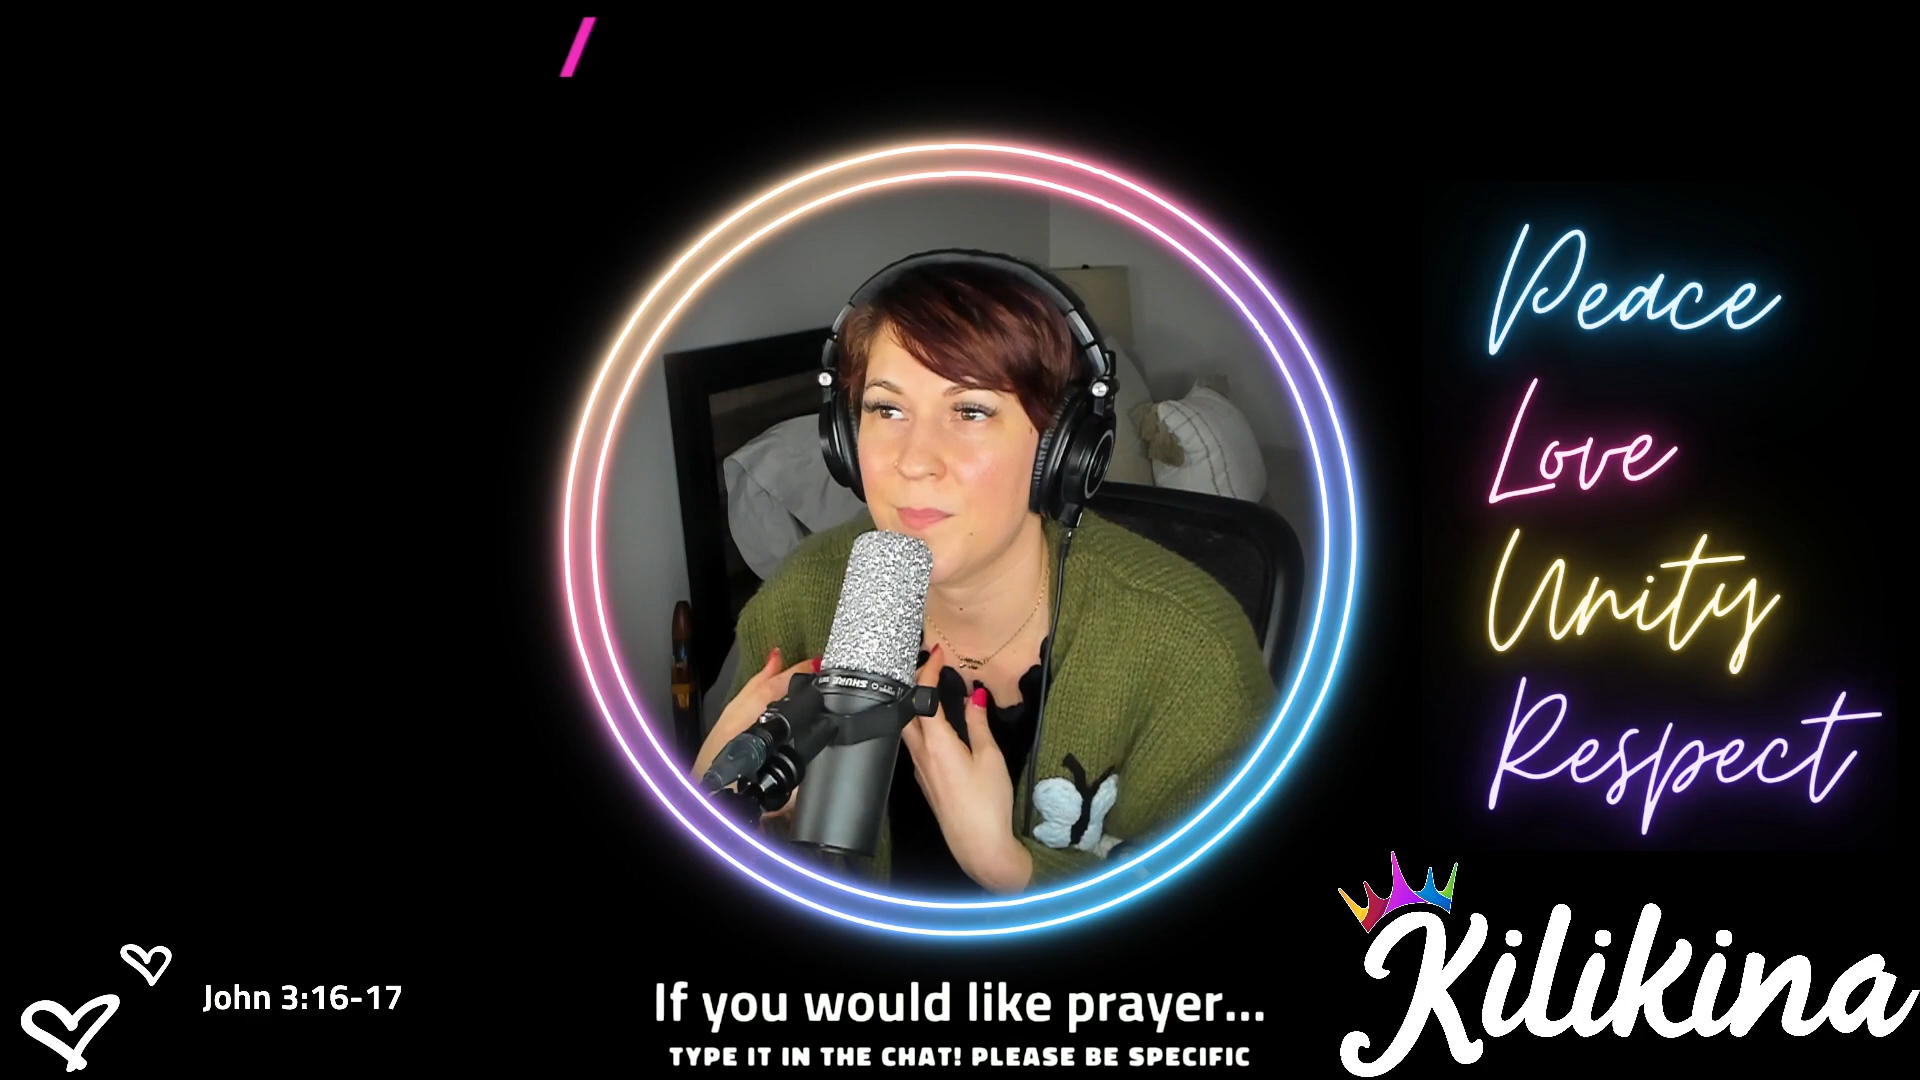 Peace
Love
Unity
Respect
SHURE
Kilikina
John 3:16-17
If you would like prayer...
TYPE IT IN THE CHAT! PLEASE BE SPECIFIC